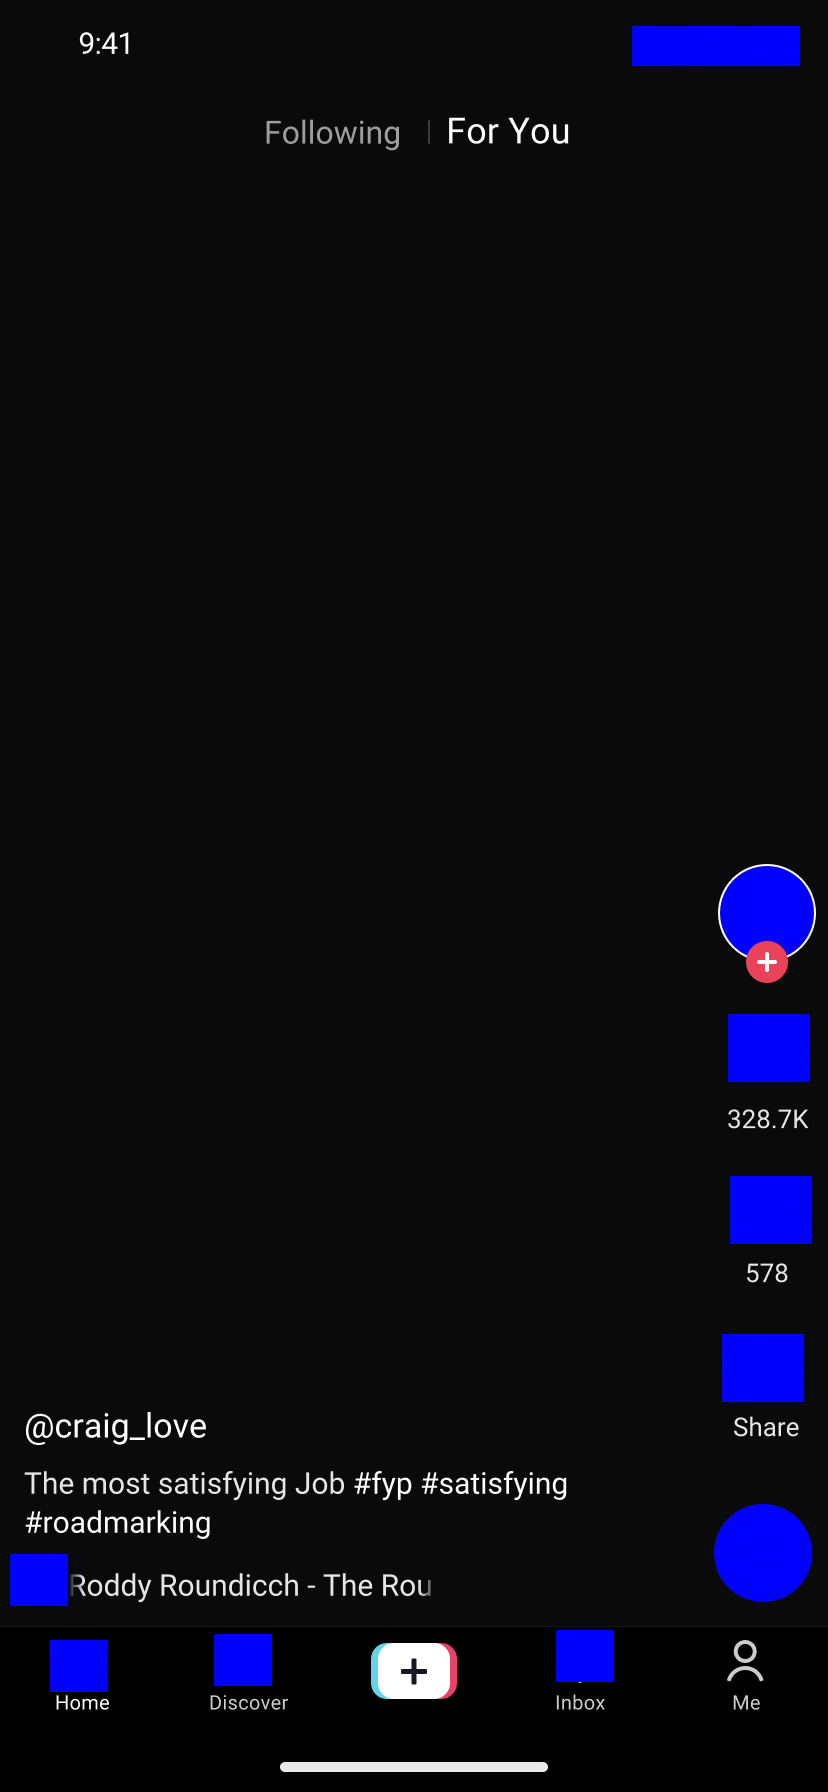 9:41
Following
For You
328.7K
578
Share
@craig_love
The most satisfying Job #fyp #satisfying
#roadmarking
Roddy Roundicch - The Rou
Home
Discover
Inbox
Me